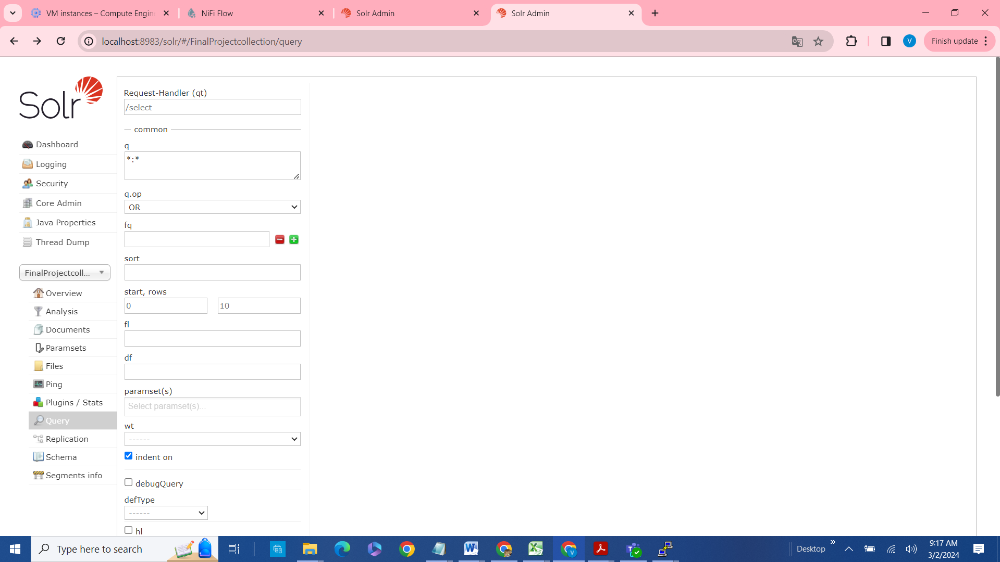 VM instances – Compute Engin
NiFi Flow
Solr Admin
Solr Admin
localhost:8983/solr/#/FinalProjectcollection/query
V
Finish update
Solr
Dashboard
Logging
Security
Core Admin
Java Properties
Thread Dump
FinalProjectcoll...
Overview
Analysis
Documents
Paramsets
Files
Ping
Plugins / Stats
Query
Replication
Schema
Segments info
Request-Handler (qt)
/select
common
q
*:*
q.op
OR
fq
sort
start, rows
0 10
fl
df
paramset(s)
Select paramset(s)...
wt
------
indent on
debugQuery
defType
------
hl
Type here to search
Desktop
»
9:17 AM
3/2/2024